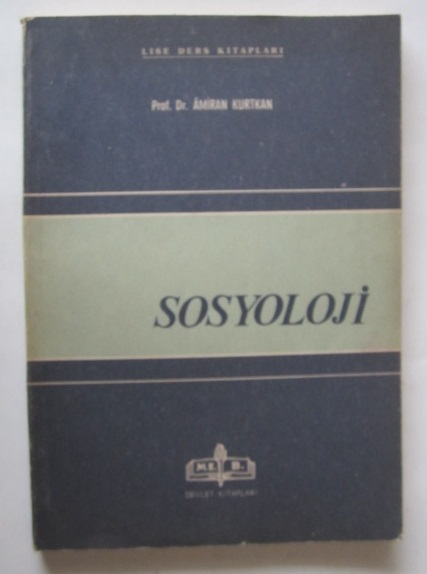 LİSE DERS KİTAPLARI
Prof. Dr. ÂMİRAN KURTKAN
SOSYOLOJİ
M.E. B.
DEVLET KİTAPLARI